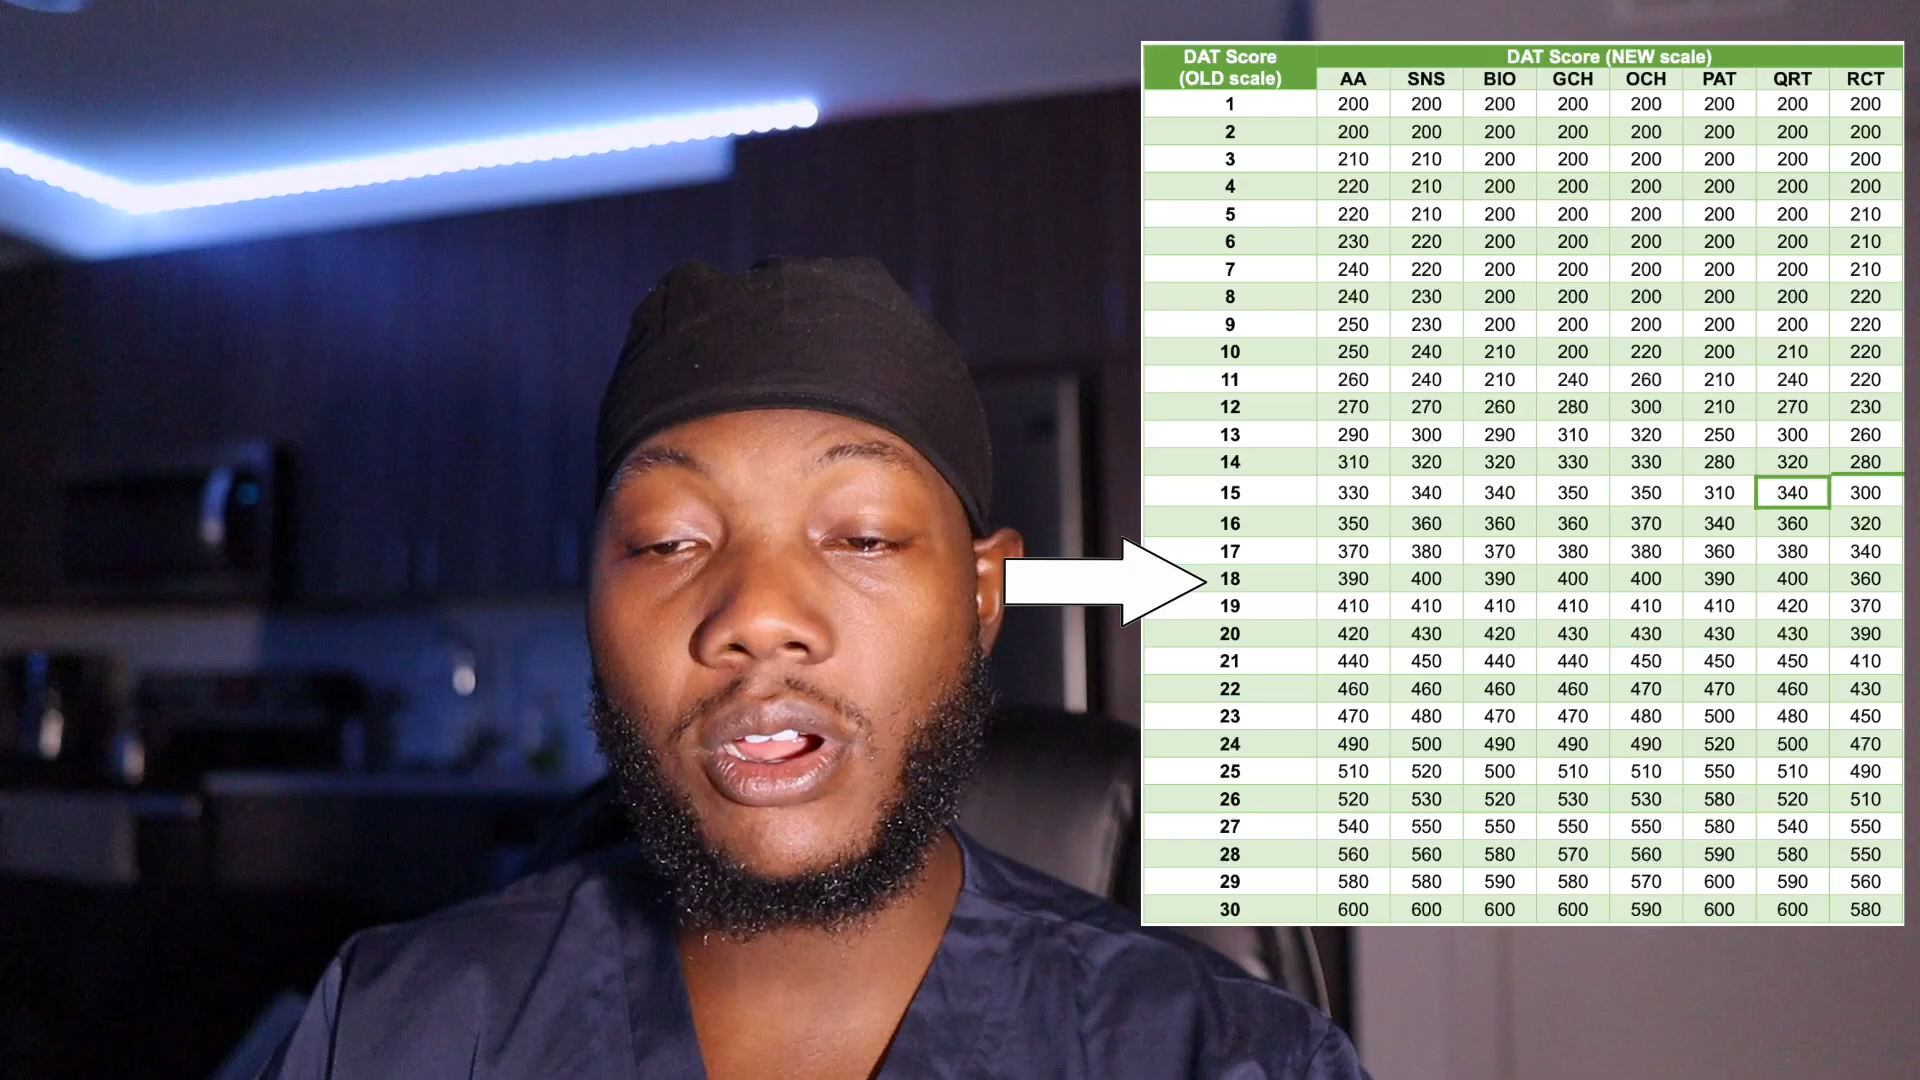 DAT Score DAT Score (NEW scale)
(OLD scale) AA SNS BIO GCH OCH PAT QRT RCT
1 200 200 200 200 200 200 200 200
2 200 200 200 200 200 200 200 200
3 210 210 200 200 200 200 200 200
4 220 210 200 200 200 200 200 200
5 220 210 200 200 200 200 200 210
6 230 220 200 200 200 200 200 210
7 240 220 200 200 200 200 200 210
8 240 230 200 200 200 200 200 220
9 250 230 200 200 200 200 200 220
10 250 240 210 200 220 200 210 220
11 260 240 210 240 260 210 240 220
12 270 270 260 280 300 210 270 230
13 290 300 290 310 320 250 300 260
14 310 320 320 330 330 280 320 280
15 330 340 340 350 350 310 340 300
16 350 360 360 360 370 340 360 320
17 370 380 370 380 380 360 380 340
18 390 400 390 400 400 390 400 360
19 410 410 410 410 410 410 420 370
20 420 430 420 430 430 430 430 390
21 440 450 440 440 450 450 450 410
22 460 460 460 460 470 470 460 430
23 470 480 470 470 480 500 480 450
24 490 500 490 490 490 520 500 470
25 510 520 500 510 510 550 510 490
26 520 530 520 530 530 580 520 510
27 540 550 550 550 550 580 540 550
28 560 560 580 570 560 590 580 550
29 580 580 590 580 570 600 590 560
30 600 600 600 600 590 600 600 580